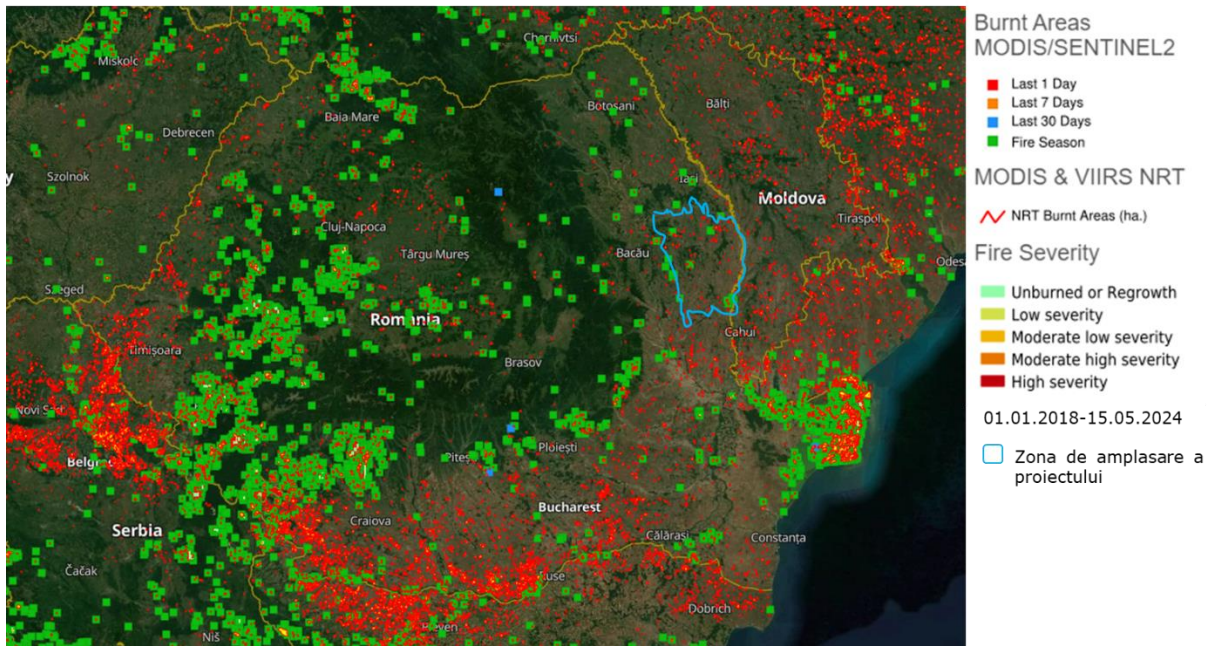 Burnt Areas
MODIS/SENTINEL2
Last 1 Day
Last 7 Days
Last 30 Days
Fire Season
MODIS & VIIRS NRT
NRT Burnt Areas (ha.)
Fire Severity
Unburned or Regrowth
Low severity
Moderate low severity
Moderate high severity
High severity
01.01.2018-15.05.2024
Zona de amplasare a
proiectului
Chernivtsi
Miskolc
Botoșani
Bălți
Baia Mare
Debrecen
y
Szolnok
Iași
Moldova
Tiraspol
Cluj-Napoca
Târgu Mureș
Bacău
Odesa
Szeged
Romania
Timișoara
Cahul
Brasov
Novi Sad
Ploiești
Pitești
Belgrade
Bucharest
Craiova
Serbia
Călărași
Constanța
Čačak
Ruse
Dobrich
Pleven
Niš